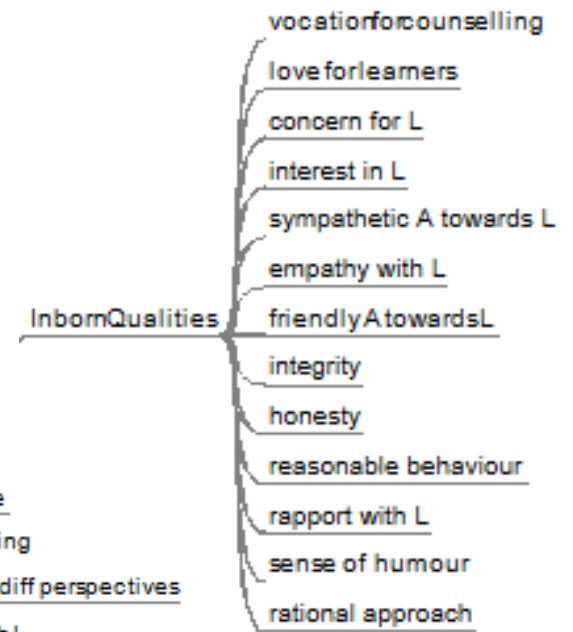 vocationforcounselling
loveforlearners
concern for L
interest in L
sympathetic A towards L
empathy with L
InbornQualities
friendlyAtowardsL
integrity
honesty
reasonable behaviour
rapport with L
sense of humour
rational approach
diff perspectives